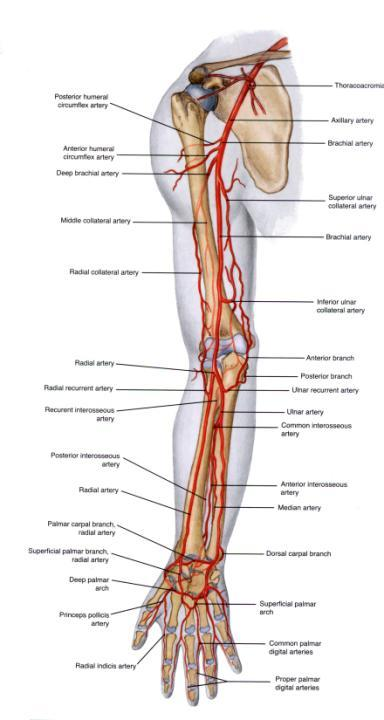 Thoracoacromia
Posterior humeral
circumflex artery
Axillary artery
Brachial artery
Anterior humeral
circumflex artery
Deep brachial artery
Superior ulnar
collateral artery
Middle collateral artery
Brachial artery
Radial collateral artery
Inferior ulnar
collateral artery
Anterior branch
Radial artery
Posterior branch
Radial recurrent artery
Ulnar recurrent artery
Recurent interosseous
artery
Ulnar artery
Common interosseous
artery
Posterior interosseous
artery
Anterior interosseous
artery
Radial artery
Median artery
Palmar carpal branch,
radial artery
Superficial palmar branch,
radial artery
Dorsal carpal branch
Deep palmar
arch
Superficial palmar
arch
Princeps pollicis
artery
Common palmar
digital arteries
Radial indicis artery
Proper palmar
digital arteries